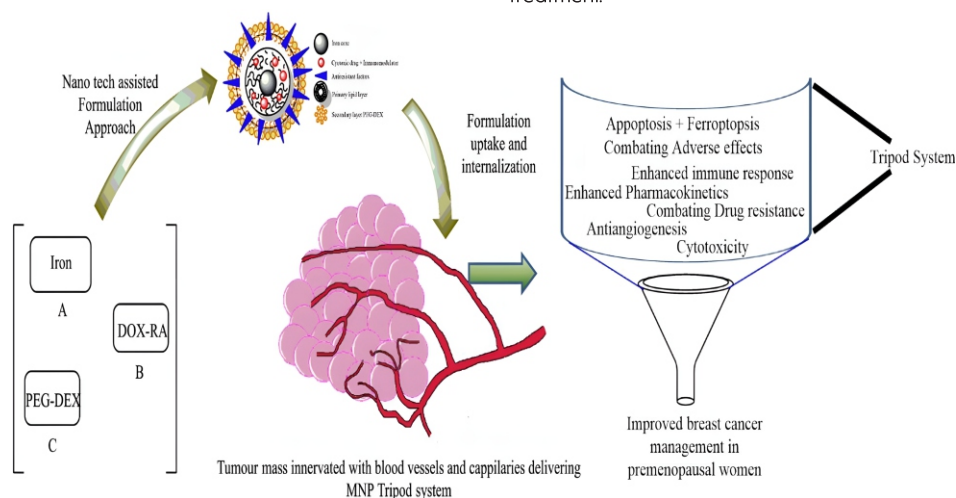 Treatment.
Nano tech assisted
Formulation
Approach
Iron core
Cytotoxic drug + Immunomodulator
Antiresistant factors
Primary lipid layer
Secondary layer PEG-DEX
Formulation
uptake and
internalization
Iron
A
DOX-RA
B
PEG-DEX
C
Tumour mass innervated with blood vessels and cappilaries delivering
MNP Tripod system
Appoptosis + Ferroptopsis
Combating Adverse effects
Enhanced immune response
Enhanced Pharmacokinetics
Combating Drug resistance
Antiangiogenesis
Cytotoxicity
Tripod System
Improved breast cancer
management in
premenopausal women